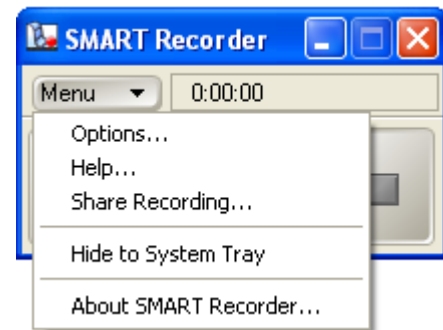 SMART Recorder
Menu 0:00:00
Options...
Help...
Share Recording...
Hide to System Tray
About SMART Recorder...